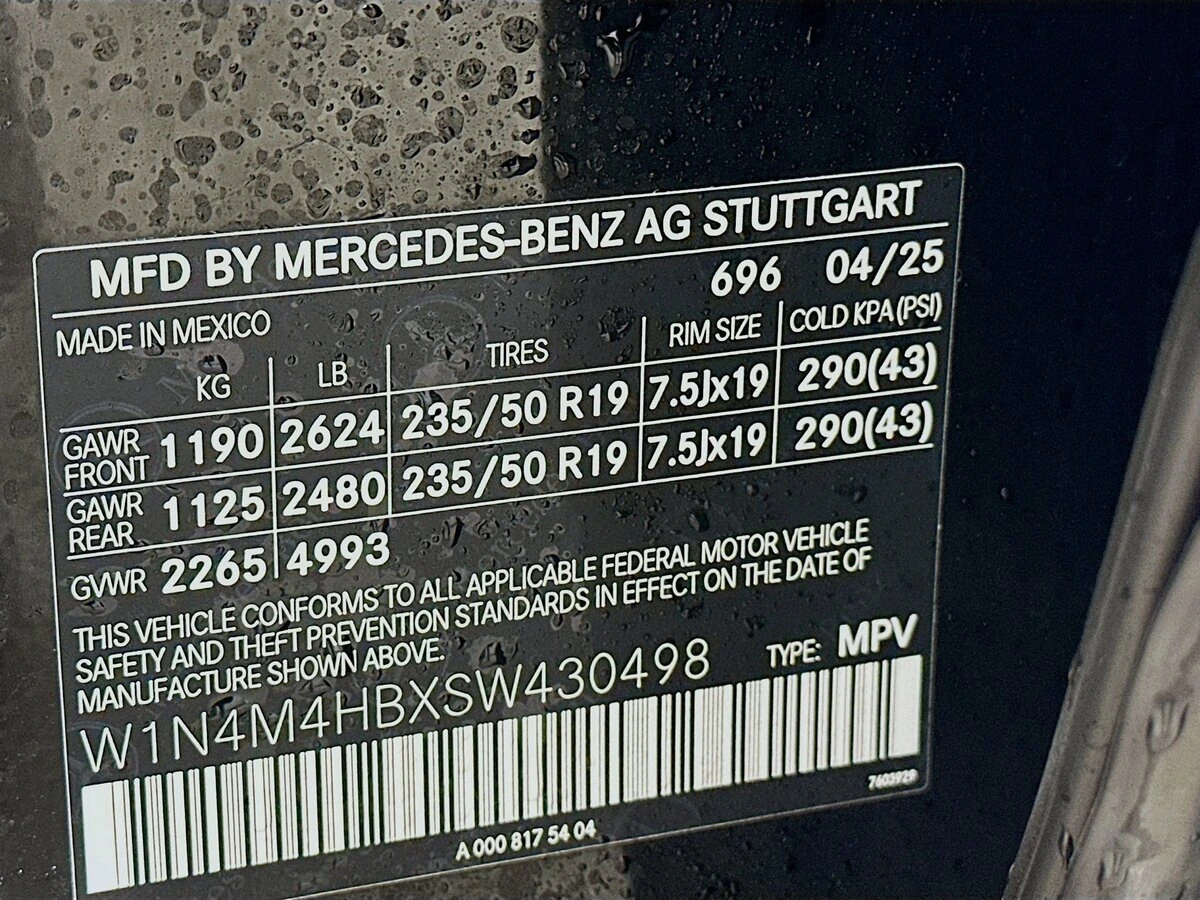 MFD BY MERCEDES-BENZ AG STUTTGART
696 04/25
MADE IN MEXICO
KG LB TIRES RIM SIZE COLD KPA (PSI)
GAWR FRONT 1190 2624 235/50 R19 7.5Jx19 290(43)
GAWR REAR 1125 2480 235/50 R19 7.5Jx19 290(43)
GVWR 2265 4993
THIS VEHICLE CONFORMS TO ALL APPLICABLE FEDERAL MOTOR VEHICLE
SAFETY AND THEFT PREVENTION STANDARDS IN EFFECT ON THE DATE OF
MANUFACTURE SHOWN ABOVE.
W1N4M4HBXSW430498 TYPE: MPV
7603929
A 000 817 54 04